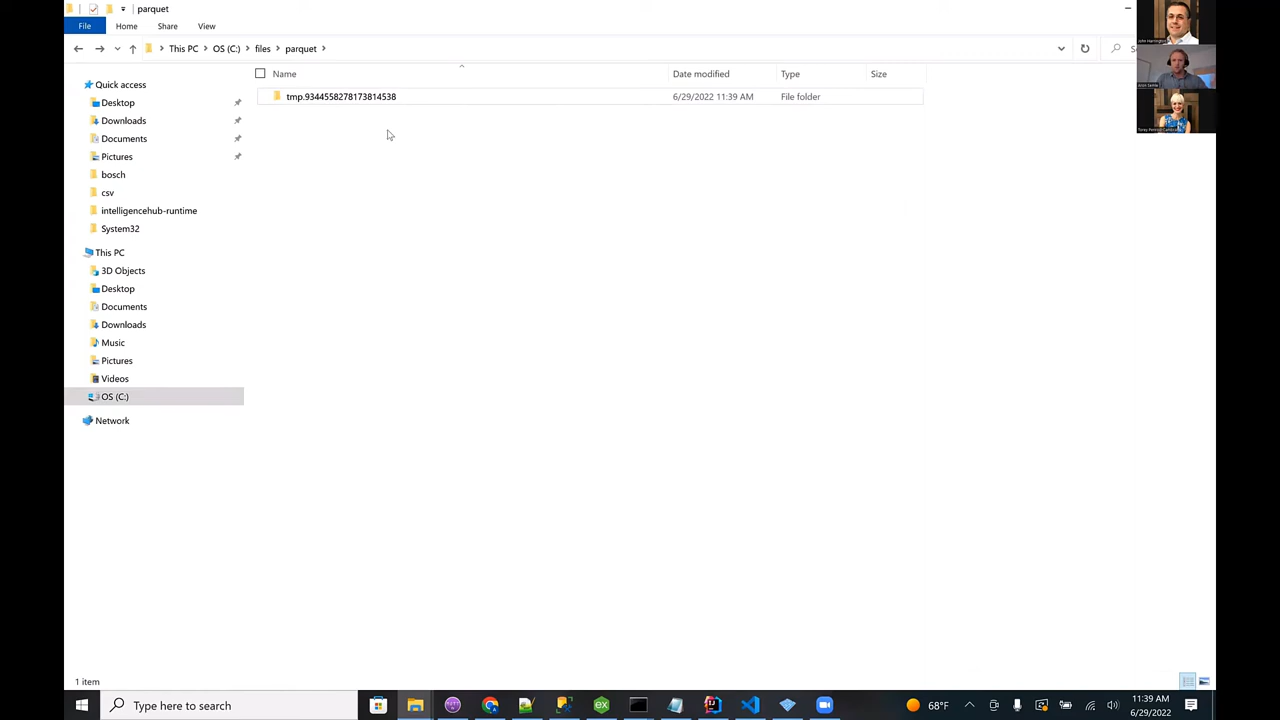 parquet
File
Home
Share
View
This PC
OS (C:)
files
parquet
Name
Date modified
Type
Size
tmp.9344558278173814538
6/29/2022 11:39 AM
File folder
Quick access
Desktop
Downloads
Documents
Pictures
bosch
csv
intelligencehub-runtime
System32
This PC
3D Objects
Desktop
Documents
Downloads
Music
Pictures
Videos
OS (C:)
Network
1 item
Type here to search
68°F
11:39 AM
6/29/2022